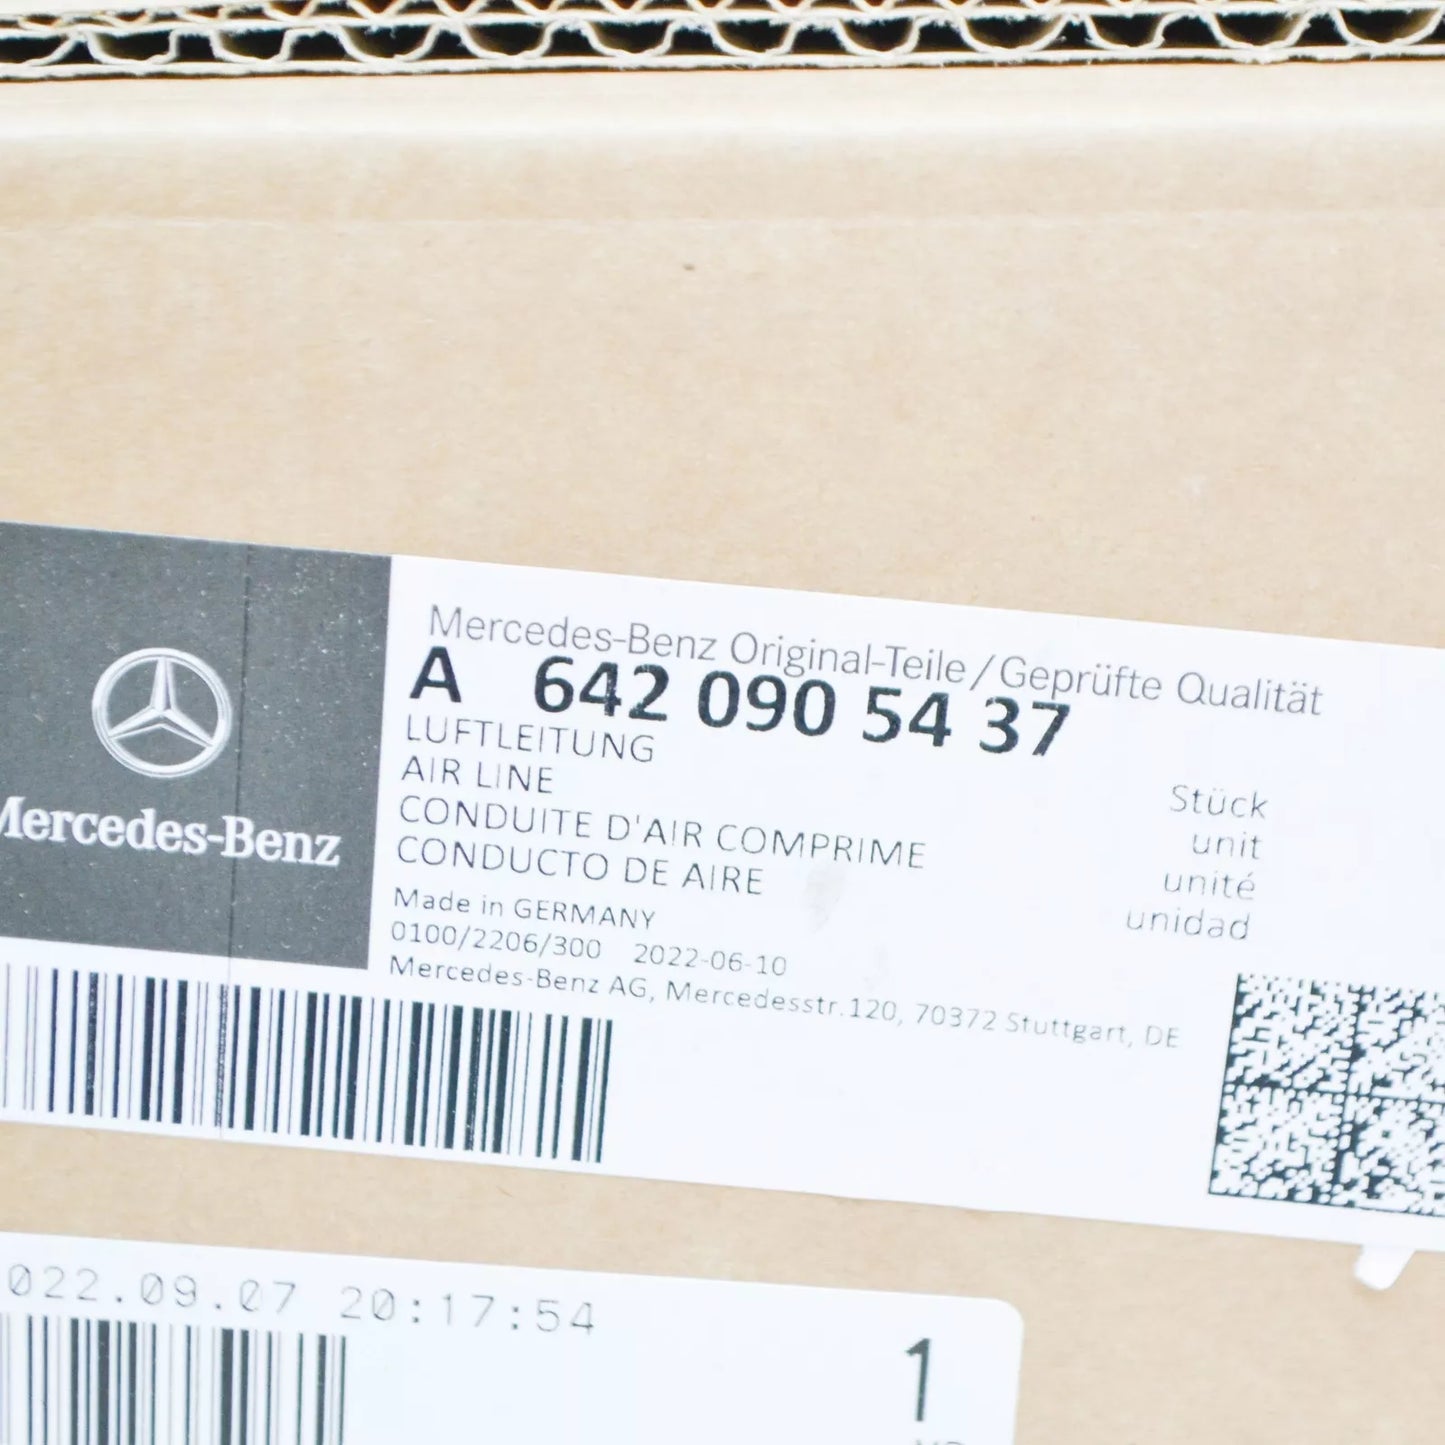 Mercedes-Benz Original-Teile/Geprüfte Qualität
A 642 090 54 37
LUFTLEITUNG
AIR LINE
CONDUITE D'AIR COMPRIME
CONDUCTO DE AIRE
Stück
unit
unité
unidad
Made in GERMANY
0100/2206/300 2022-06-10
Mercedes-Benz AG, Mercedesstr.120, 70372 Stuttgart, DE
Mercedes-Benz
022.09.07 20:17:54
1